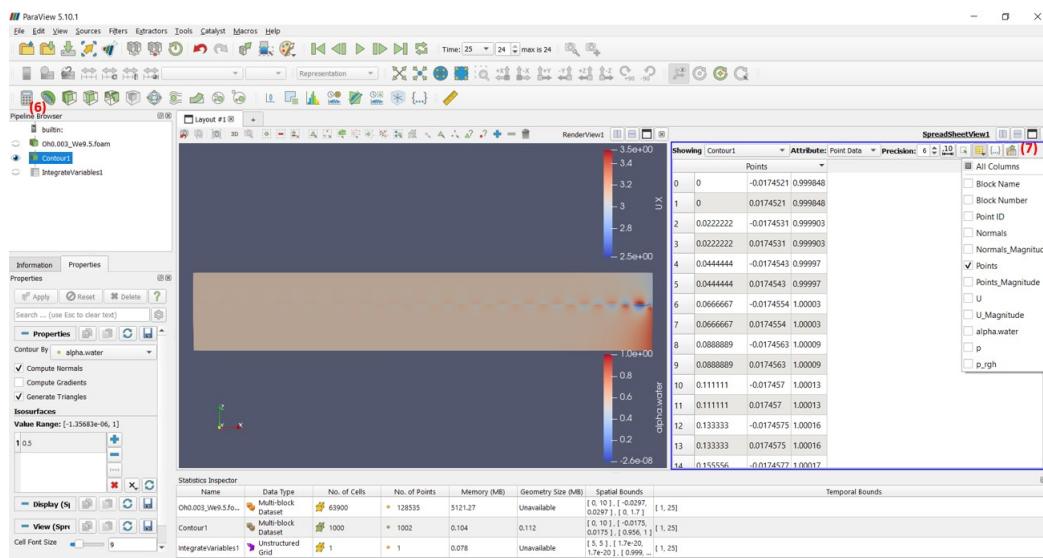 ParaView 5.10.1
File Edit View Sources Filters Extractors Tools Catalyst Macros Help
Time: 25 24 max is 24
Representation
(6)
Pipeline Browser
builtin:
Oh0.003_We9.5.foam
Contour1
IntegrateVariables1
Information Properties
Properties
Apply Reset Delete ?
Search ... (use Esc to clear text)
Properties
Contour By alpha.water
Compute Normals
Compute Gradients
Generate Triangles
Isosurfaces
Value Range: [-1.35683e-06, 1]
1 0.5
Display (S
View (Spre
Cell Font Size 9
Layout #1
RenderView1
3.5e+00
3.4
3.2
3
2.8
2.5e+00
U X
1.0e+00
0.8
0.6
0.4
0.2
-2.6e-08
alpha.water
SpreadSheetView1
Showing Contour1 Attribute: Point Data Precision: 6 (7)
Points
0 0 -0.0174521 0.999848
1 0 0.0174521 0.999848
2 0.0222222 -0.0174531 0.999903
3 0.0222222 0.0174531 0.999903
4 0.0444444 -0.0174543 0.99997
5 0.0444444 0.0174543 0.99997
6 0.0666667 -0.0174554 1.00003
7 0.0666667 0.0174554 1.00003
8 0.0888889 -0.0174563 1.00009
9 0.0888889 0.0174563 1.00009
10 0.111111 -0.017457 1.00013
11 0.111111 0.017457 1.00013
12 0.133333 -0.0174575 1.00016
13 0.133333 0.0174575 1.00016
14 0.155556 -0.0174577 1.00017
All Columns
Block Name
Block Number
Point ID
Normals
Normals_Magnitud
Points
Points_Magnitude
U
U_Magnitude
alpha.water
p
p_rgh
Statistics Inspector
Name Data Type No. of Cells No. of Points Memory (MB) Geometry Size (MB) Spatial Bounds Temporal Bounds
Oh0.003_We9.5.fo... Multi-block Dataset 63900 128535 5121.27 Unavailable [ 0, 10 ] , [ -0.0297, 0.0297 ] , [ 0, 1.7 ] [ 1, 25]
Contour1 Multi-block Dataset 1000 1002 0.104 0.112 [ 0, 10 ] , [ -0.0175, 0.0175 ] , [ 0.956, 1 ] [ 1, 25]
IntegrateVariables1 Unstructured Grid 1 1 0.078 Unavailable [ 5, 5 ] , [ 1.7e-20, 1.7e-20 ] , [ 0.999, ... [ 1, 25]